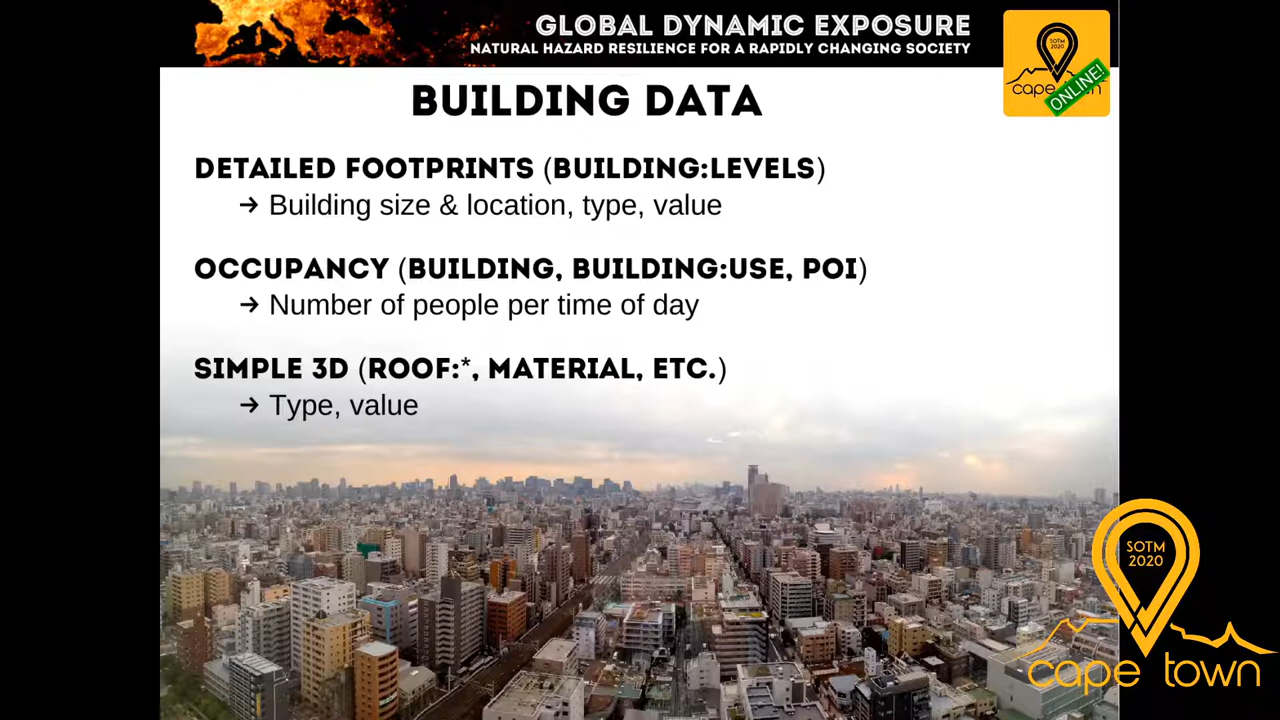 GLOBAL DYNAMIC EXPOSURE
NATURAL HAZARD RESILIENCE FOR A RAPIDLY CHANGING SOCIETY
SOTM
2020
cape town
ONLINE!
BUILDING DATA
DETAILED FOOTPRINTS (BUILDING:LEVELS)
→ Building size & location, type, value
OCCUPANCY (BUILDING, BUILDING:USE, POI)
→ Number of people per time of day
SIMPLE 3D (ROOF:*, MATERIAL, ETC.)
→ Type, value
SOTM
2020
cape town